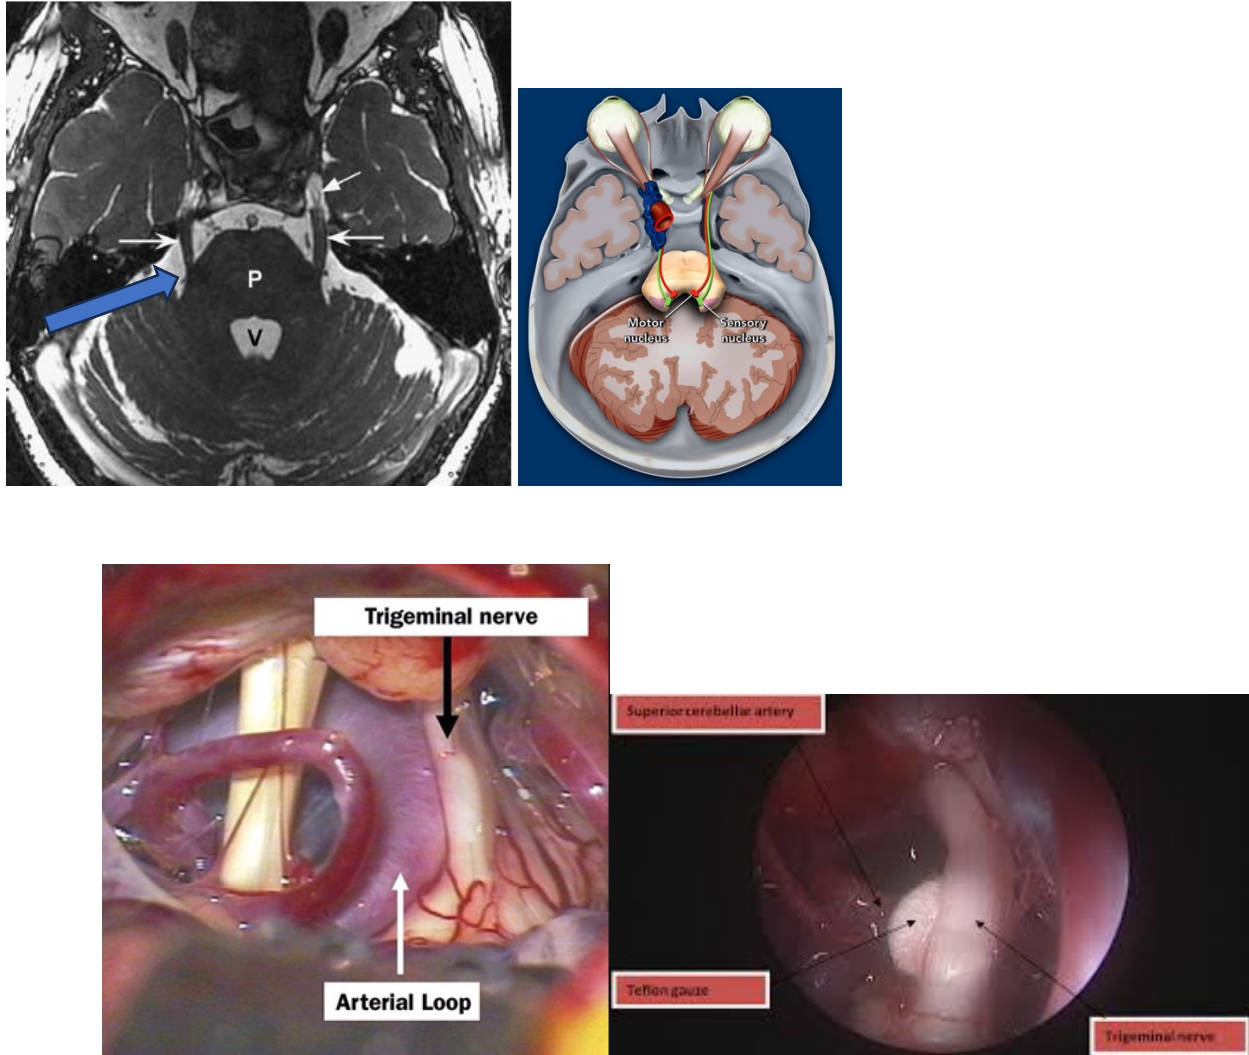 P
V
Motor
nucleus
Sensory
nucleus
Trigeminal nerve
Arterial Loop
Superior cerebellar artery
Teflon gauze
Trigeminal nerve